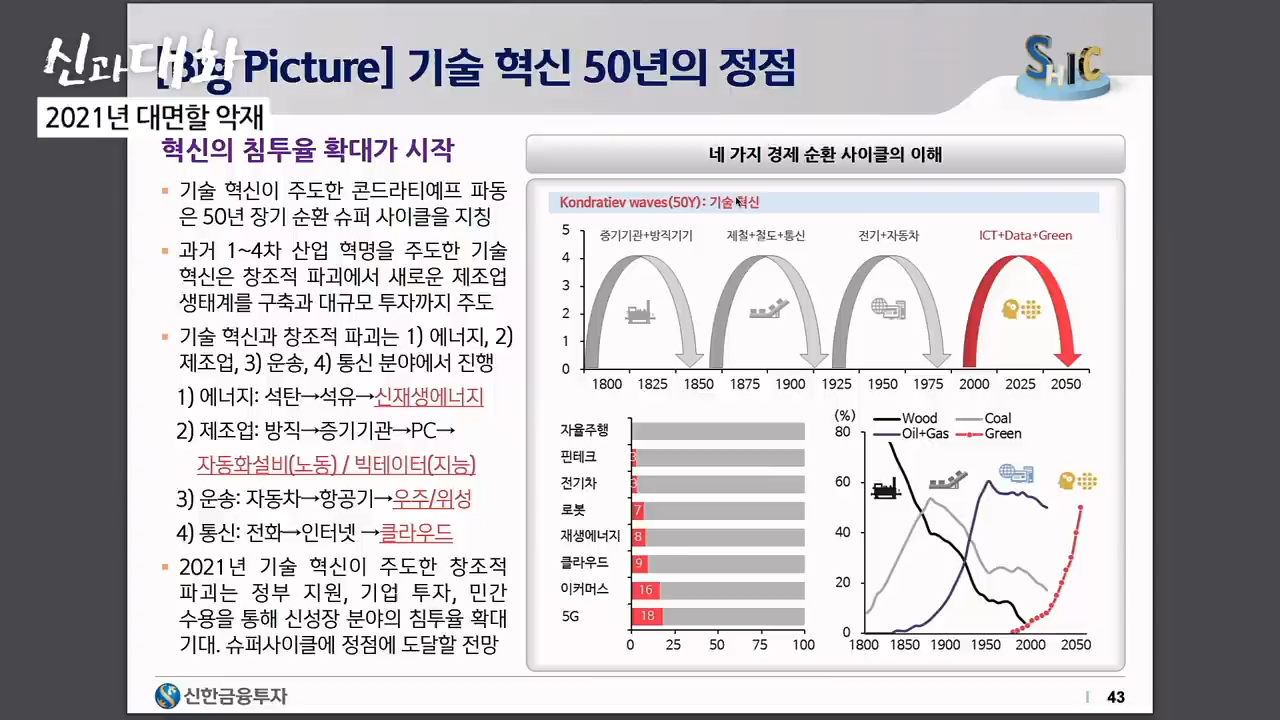 신과대화
2021년 대면할 악재
[Big Picture] 기술 혁신 50년의 정점
SHIC
혁신의 침투율 확대가 시작
기술 혁신이 주도한 콘드라티예프 파동
은 50년 장기 순환 슈퍼 사이클을 지칭
과거 1~4차 산업 혁명을 주도한 기술
혁신은 창조적 파괴에서 새로운 제조업
생태계를 구축과 대규모 투자까지 주도
기술 혁신과 창조적 파괴는 1) 에너지, 2)
제조업, 3) 운송, 4) 통신 분야에서 진행
1) 에너지: 석탄→석유→신재생에너지
2) 제조업: 방직→증기기관→PC→
자동화설비(노동) / 빅테이터(지능)
3) 운송: 자동차→항공기→우주/위성
4) 통신: 전화→인터넷 →클라우드
2021년 기술 혁신이 주도한 창조적
파괴는 정부 지원, 기업 투자, 민간
수용을 통해 신성장 분야의 침투율 확대
기대. 슈퍼사이클에 정점에 도달할 전망
네 가지 경제 순환 사이클의 이해
Kondratiev waves(50Y): 기술 혁신
증기기관+방직기기 제철+철도+통신 전기+자동차 ICT+Data+Green
5
4
3
2
1
0
1800 1825 1850 1875 1900 1925 1950 1975 2000 2025 2050
자율주행
핀테크 3
전기차 3
로봇 7
재생에너지 8
클라우드 9
이커머스 16
5G 18
0 25 50 75 100
(%)
Wood Coal
Oil+Gas Green
80
60
40
20
0
1800 1850 1900 1950 2000 2050
신한금융투자
43